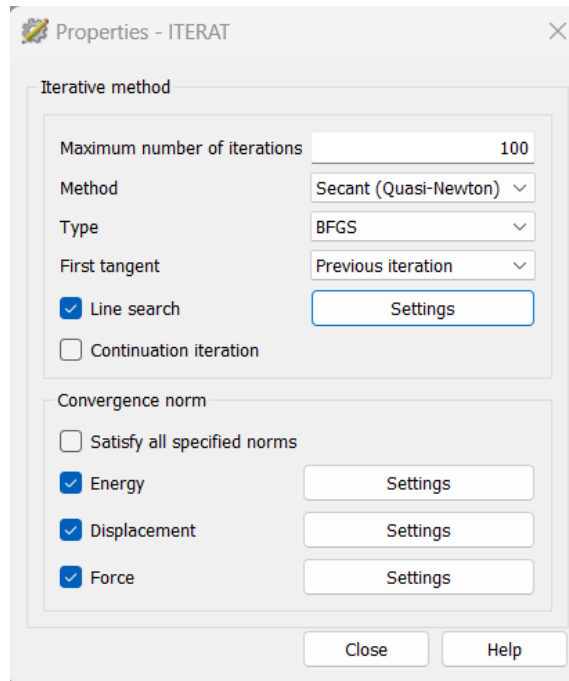 Properties - ITERAT
Iterative method
Maximum number of iterations 100
Method Secant (Quasi-Newton)
Type BFGS
First tangent Previous iteration
Line search Settings
Continuation iteration
Convergence norm
Satisfy all specified norms
Energy Settings
Displacement Settings
Force Settings
Close Help